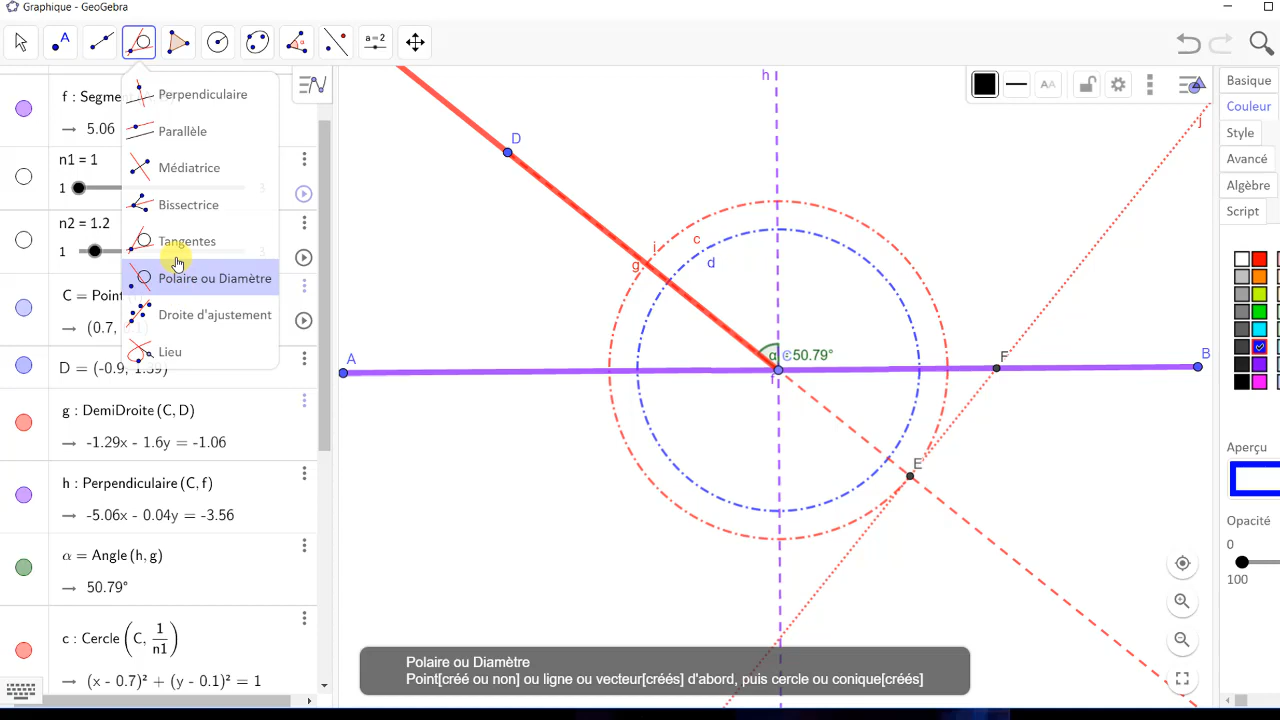 Graphique - GeoGebra
A
α
a=2
f : Segme
→ 5.06
n1 = 1
1
3
n2 = 1.2
1
3
C = Point
→ (0.7,
D = (-0.9, 1.59)
g : DemiDroite (C, D)
→ -1.29x - 1.6y = -1.06
h : Perpendiculaire (C, f)
→ -5.06x - 0.04y = -3.56
α = Angle (h, g)
→ 50.79°
c : Cercle (C, 1/n1)
→ (x - 0.7)² + (y - 0.1)² = 1
Perpendiculaire
Parallèle
Médiatrice
Bissectrice
Tangentes
Polaire ou Diamètre
Droite d'ajustement
Lieu
h
AA
j
D
c
i
g
d
α
50.79°
A
f
F
B
E
Polaire ou Diamètre
Point[créé ou non] ou ligne ou vecteur[créés] d'abord, puis cercle ou conique[créés]
Basique
Couleur
Style
Avancé
Algèbre
Script
Aperçu
Opacité
0
100